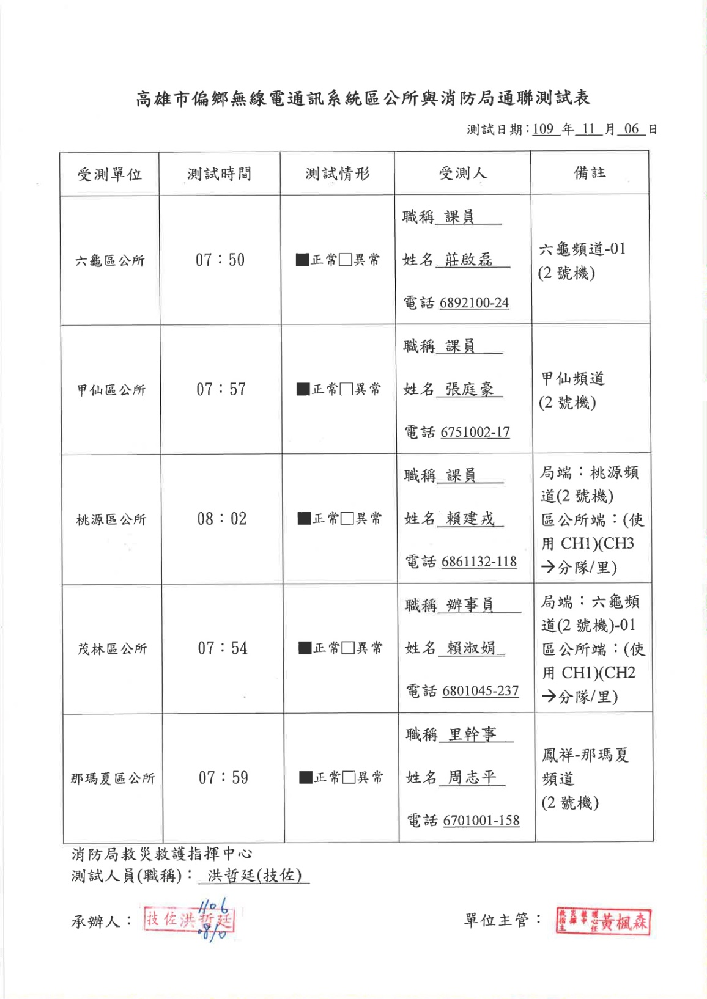 高雄市偏鄉無線電通訊系統區公所與消防局通聯測試表
測試日期：109 年 11 月 06 日
受測單位 測試時間 測試情形 受測人 備註
六龜區公所 07：50 ■正常□異常
職稱 課員
姓名 莊啟磊
電話 6892100-24
六龜頻道-01
(2 號機)
甲仙區公所 07：57 ■正常□異常
職稱 課員
姓名 張庭豪
電話 6751002-17
甲仙頻道
(2 號機)
桃源區公所 08：02 ■正常□異常
職稱 課員
姓名 賴建戎
電話 6861132-118
局端：桃源頻
道(2 號機)
區公所端：(使
用 CH1)(CH3
→分隊/里)
茂林區公所 07：54 ■正常□異常
職稱 辦事員
姓名 賴淑娟
電話 6801045-237
局端：六龜頻
道(2 號機)-01
區公所端：(使
用 CH1)(CH2
→分隊/里)
那瑪夏區公所 07：59 ■正常□異常
職稱 里幹事
姓名 周志平
電話 6701001-158
鳳祥-那瑪夏
頻道
(2 號機)
消防局救災救護指揮中心
測試人員(職稱)： 洪哲廷(技佐)
承辦人： 技佐洪哲廷
1106
0810
單位主管： 救災救護指揮中心主任 黃楓森